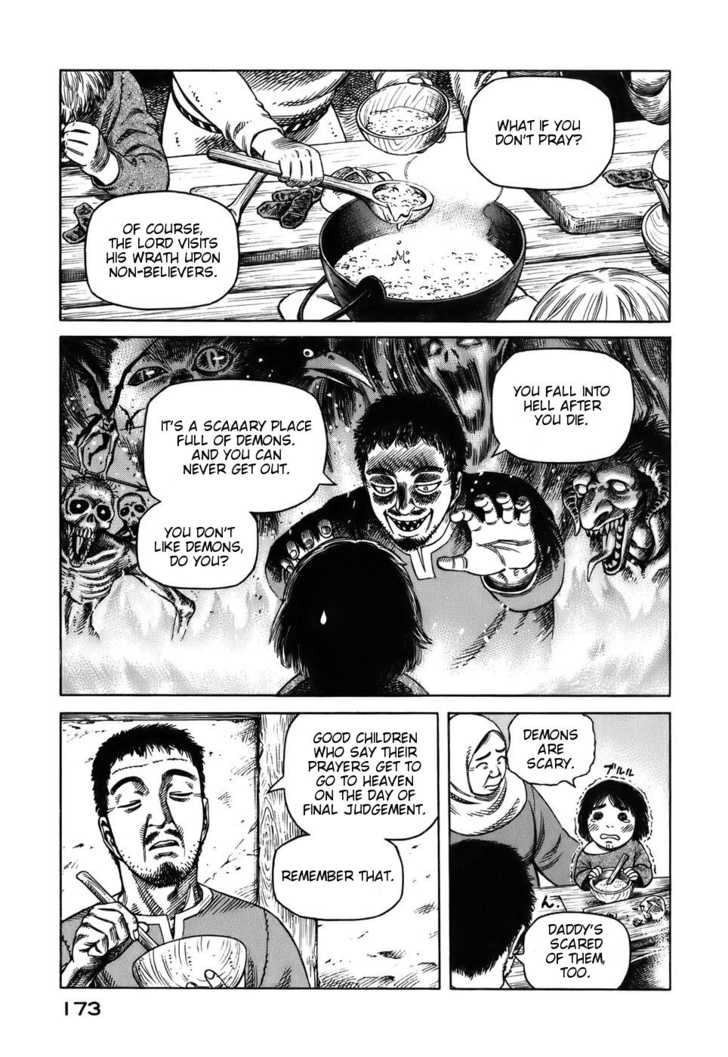 WHAT IF YOU
DON'T PRAY?
OF COURSE,
THE LORD VISITS
HIS WRATH UPON
NON-BELIEVERS.
YOU FALL INTO
HELL AFTER
YOU DIE.
IT'S A SCAAARY PLACE
FULL OF DEMONS.
AND YOU CAN
NEVER GET OUT.
YOU DON'T
LIKE DEMONS,
DO YOU?
GOOD CHILDREN
WHO SAY THEIR
PRAYERS GET TO
GO TO HEAVEN
ON THE DAY OF
FINAL JUDGEMENT.
REMEMBER THAT.
DEMONS
ARE
SCARY.
ブルル
DADDY'S
SCARED
OF THEM,
TOO.
173